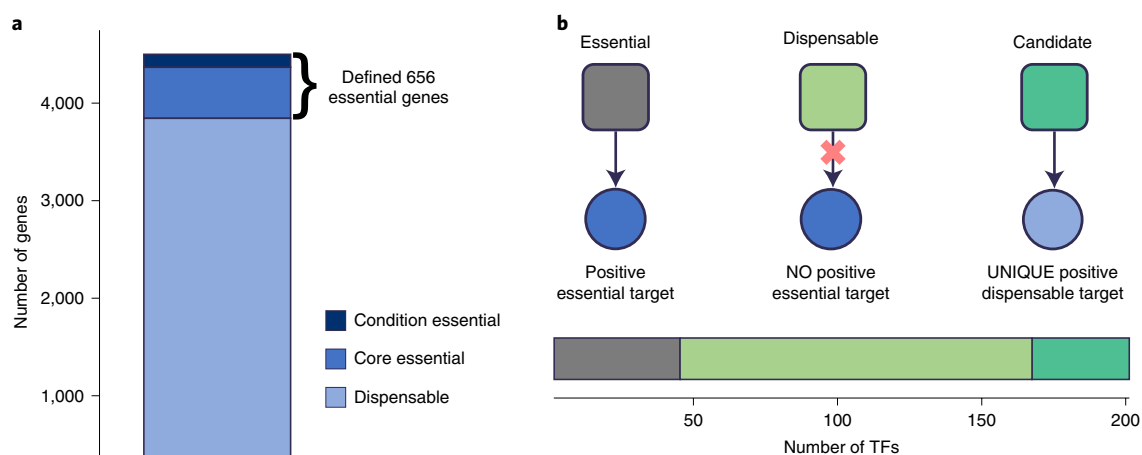 a
4,000
3,000
2,000
1,000
Number of genes
Defined 656
essential genes
Condition essential
Core essential
Dispensable
b
Essential
Dispensable
Candidate
Positive
essential target
NO positive
essential target
UNIQUE positive
dispensable target
50
100
150
200
Number of TFs